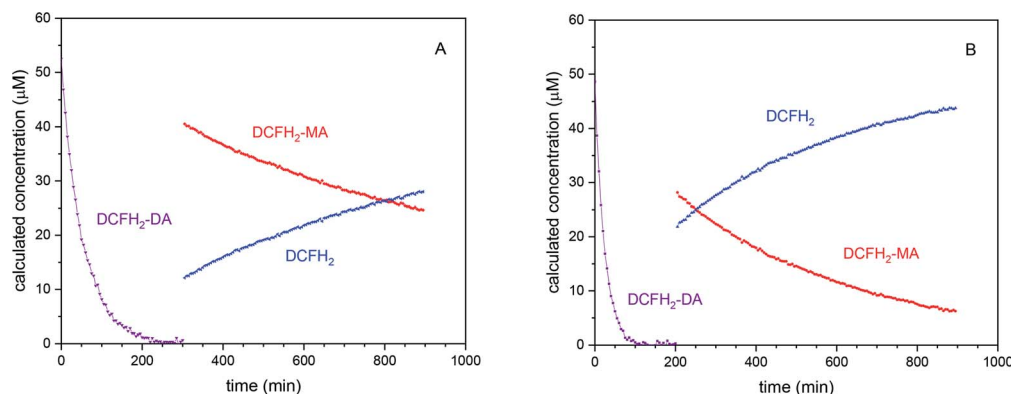 A
calculated concentration (μM)
60
50
40
30
20
10
0
DCFH₂-MA
DCFH₂-DA
DCFH₂
0 200 400 600 800 1000
time (min)
B
calculated concentration (μM)
60
50
40
30
20
10
0
DCFH₂
DCFH₂-MA
DCFH₂-DA
0 200 400 600 800 1000
time (min)